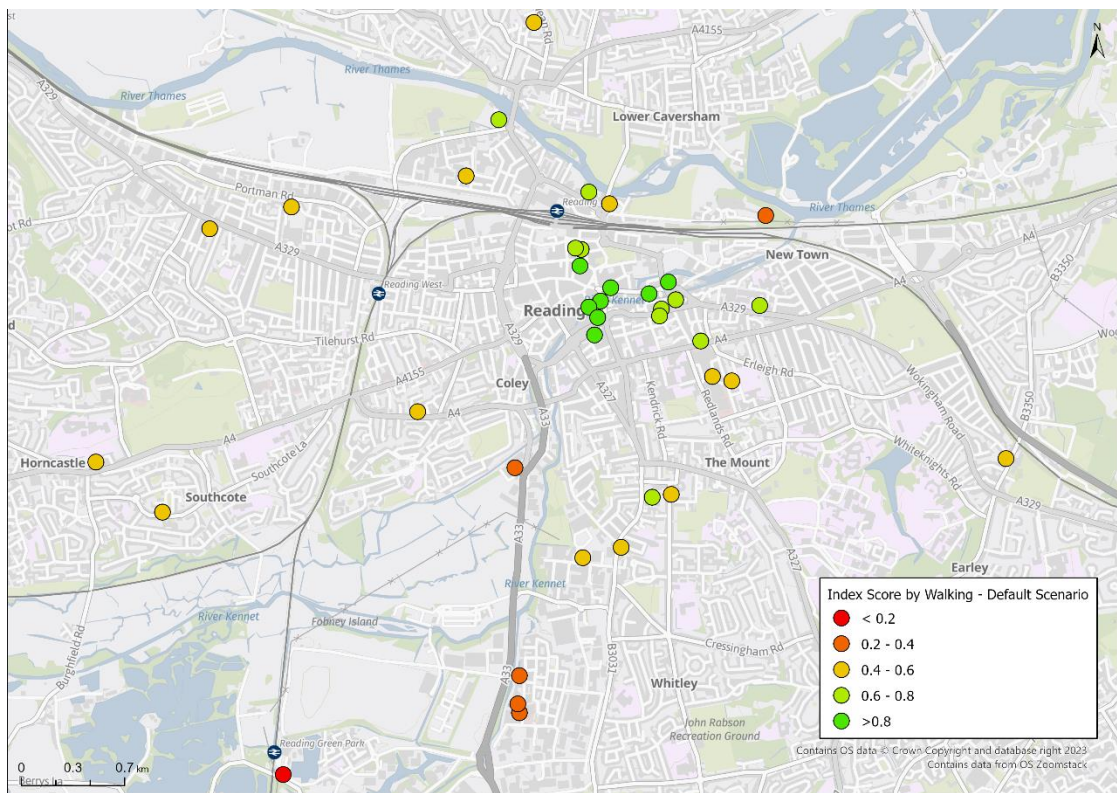 N
A4155
River Thames
River Thames
A329
Lower Caversham
Portman Rd
Reading
River Thames
A329
New Town
A4
B3350
Reading West
Kennet
A329
Reading
Tilehurst Rd
A329
A4
Erleigh Rd
A4155
Coley
A327
Kendrick Rd
Redlands Rd
Wokingham Road
B3350
A4
A33
A4
Horncastle
Southcote La
The Mount
Whiteknights Rd
Southcote
A329
A33
A327
Earley
River Kennet
River Kennet
Fobney Island
Burghfield Rd
B3031
Cressingham Rd
A33
Whitley
John Rabson
Recreation Ground
Reading Green Park
Berrys La
0 0.3 0.7 km
Index Score by Walking - Default Scenario
< 0.2
0.2 - 0.4
0.4 - 0.6
0.6 - 0.8
>0.8
Contains OS data © Crown Copyright and database right 2023
Contains data from OS Zoomstack